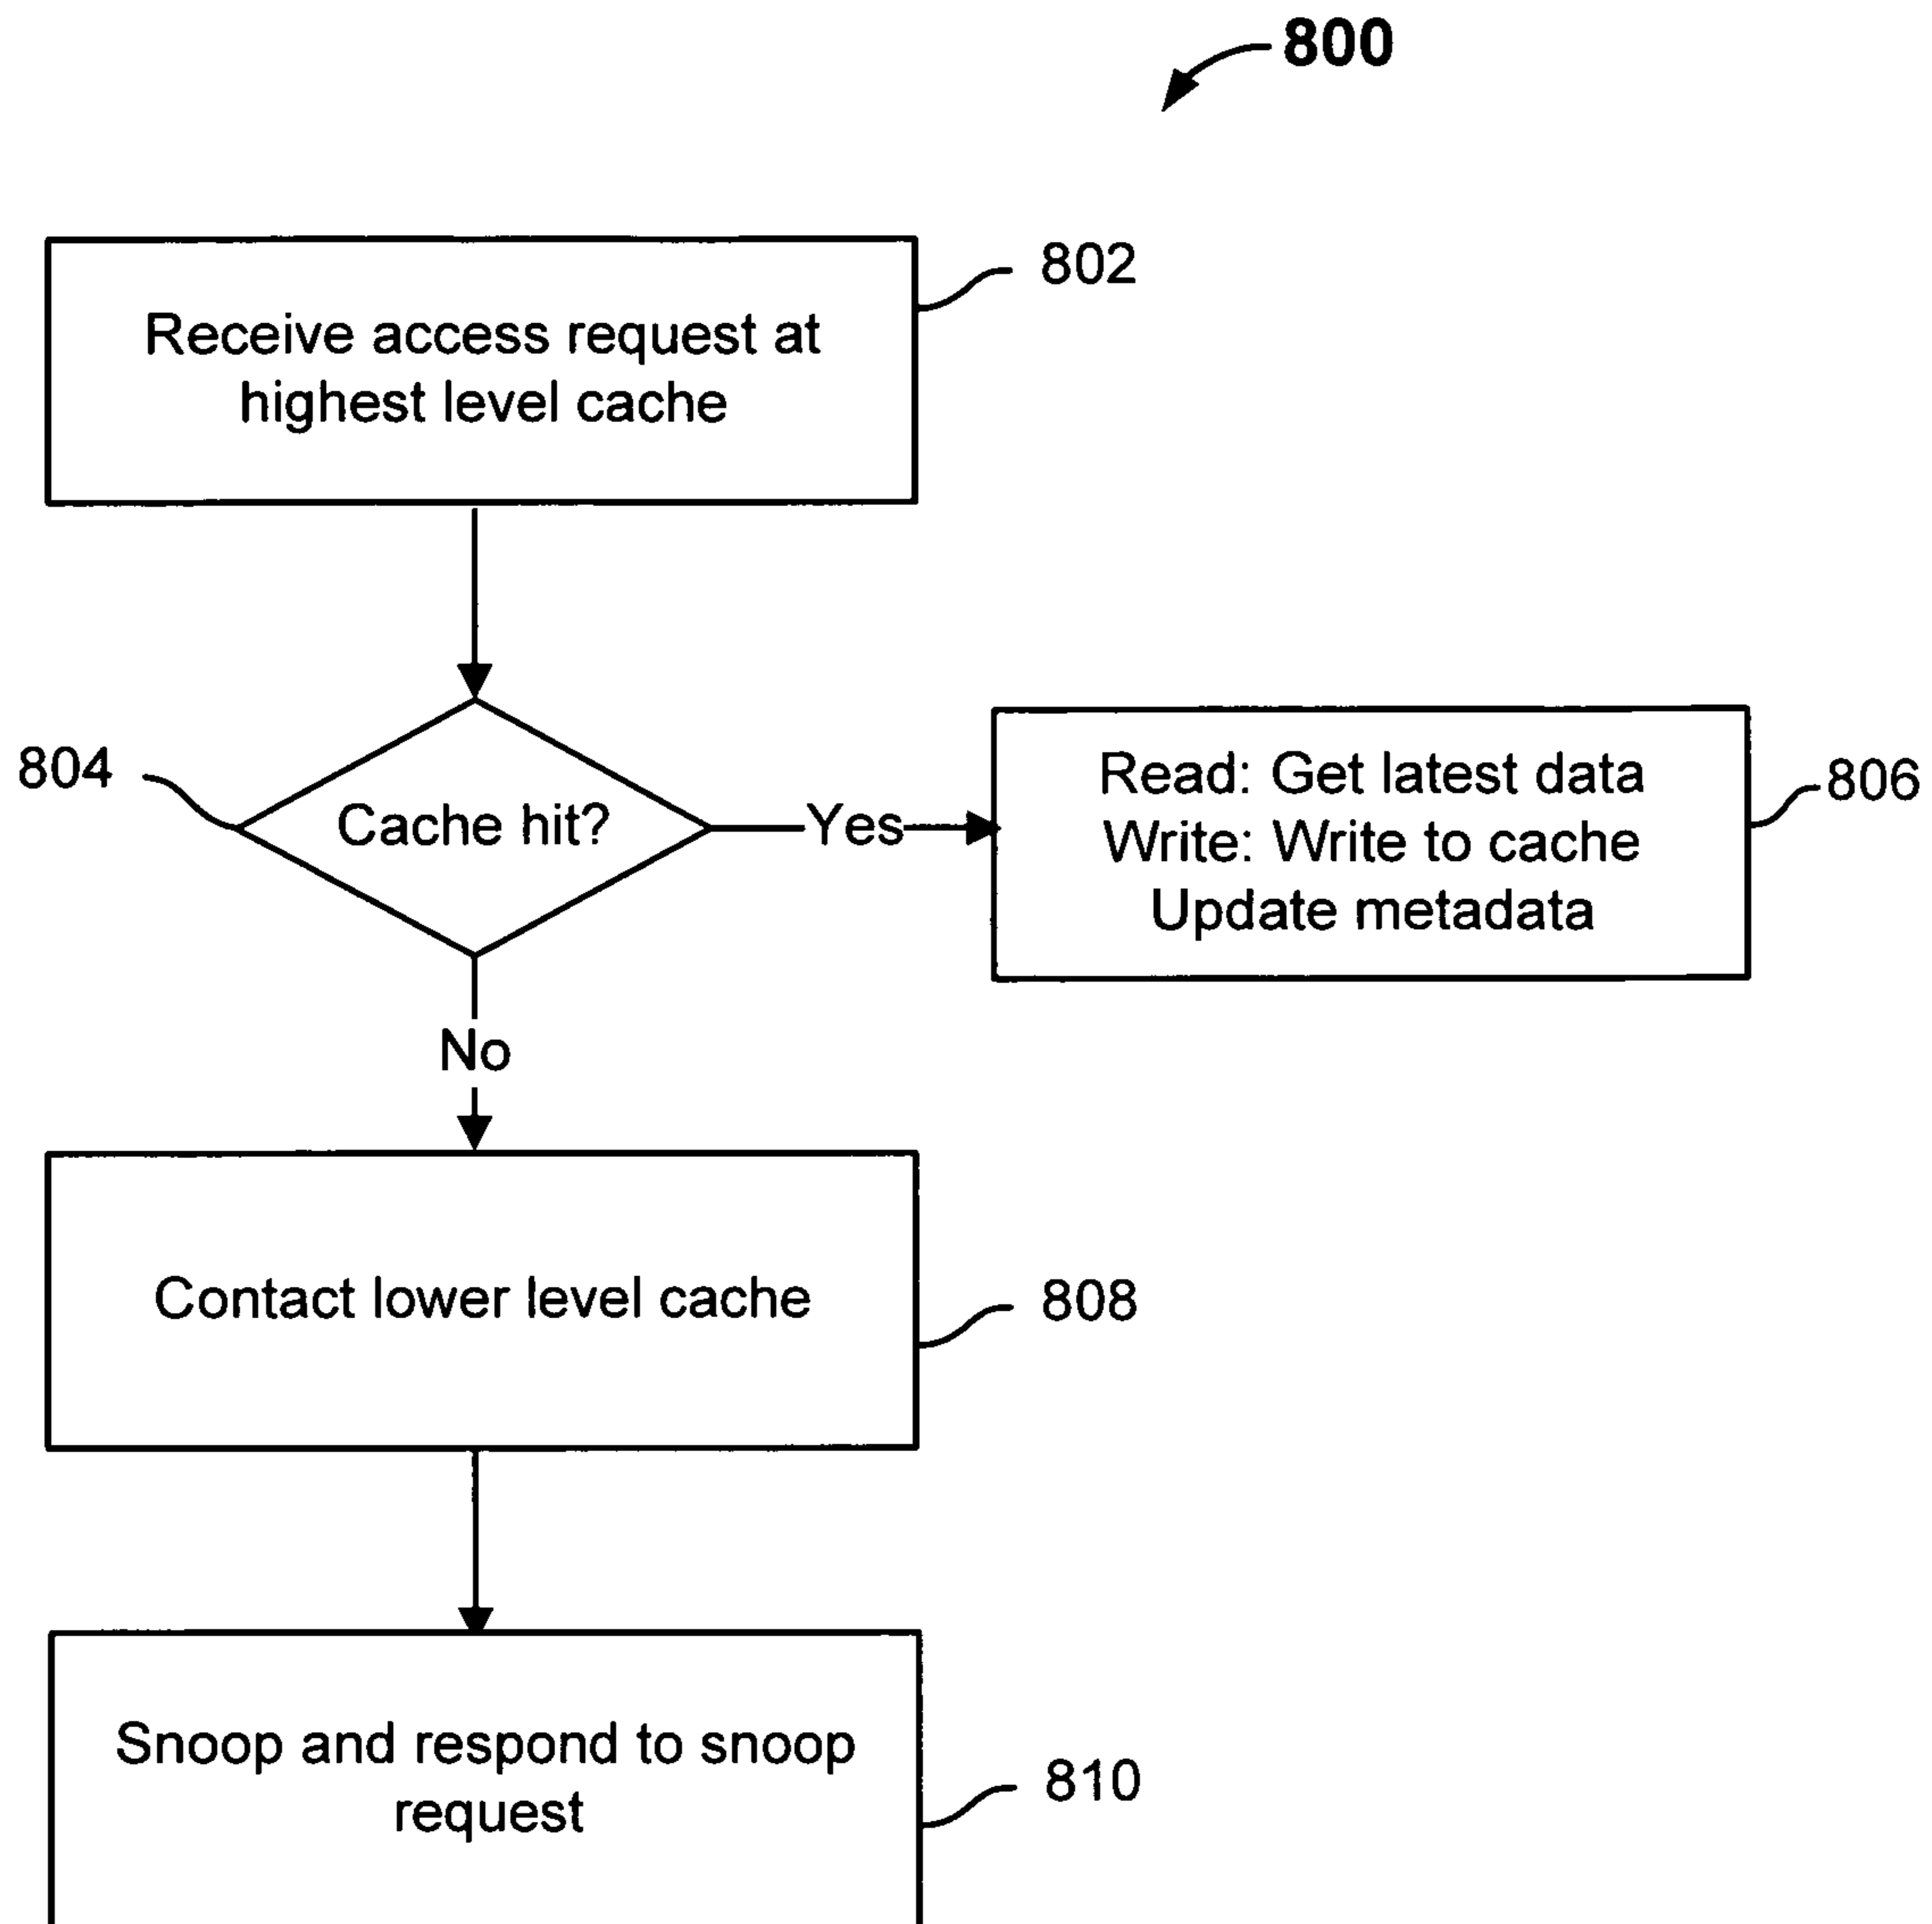 800
Receive access request at
highest level cache
802
804
Cache hit?
Yes
Read: Get latest data
Write: Write to cache
Update metadata
806
No
Contact lower level cache
808
Snoop and respond to snoop
request
810